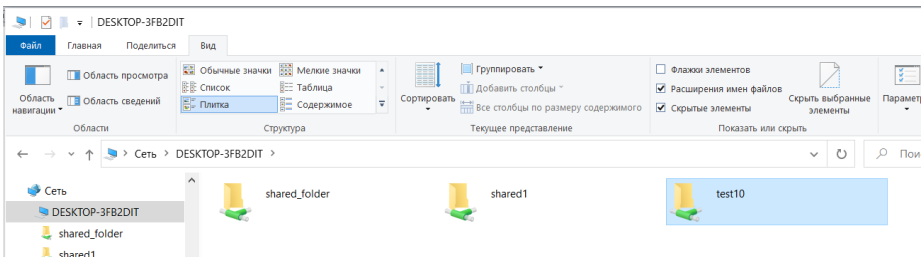 DESKTOP-3FB2DIT
Файл Главная Поделиться Вид
Область навигации
Область просмотра
Область сведений
Области
Обычные значки Мелкие значки
Список Таблица
Плитка Содержимое
Структура
Сортировать
Группировать
Добавить столбцы
Все столбцы по размеру содержимого
Текущее представление
Флажки элементов
Расширения имен файлов
Скрытые элементы
Скрыть выбранные элементы
Показать или скрыть
Парамет
Сеть DESKTOP-3FB2DIT
Пои
Сеть
DESKTOP-3FB2DIT
shared_folder
shared1
shared_folder shared1 test10